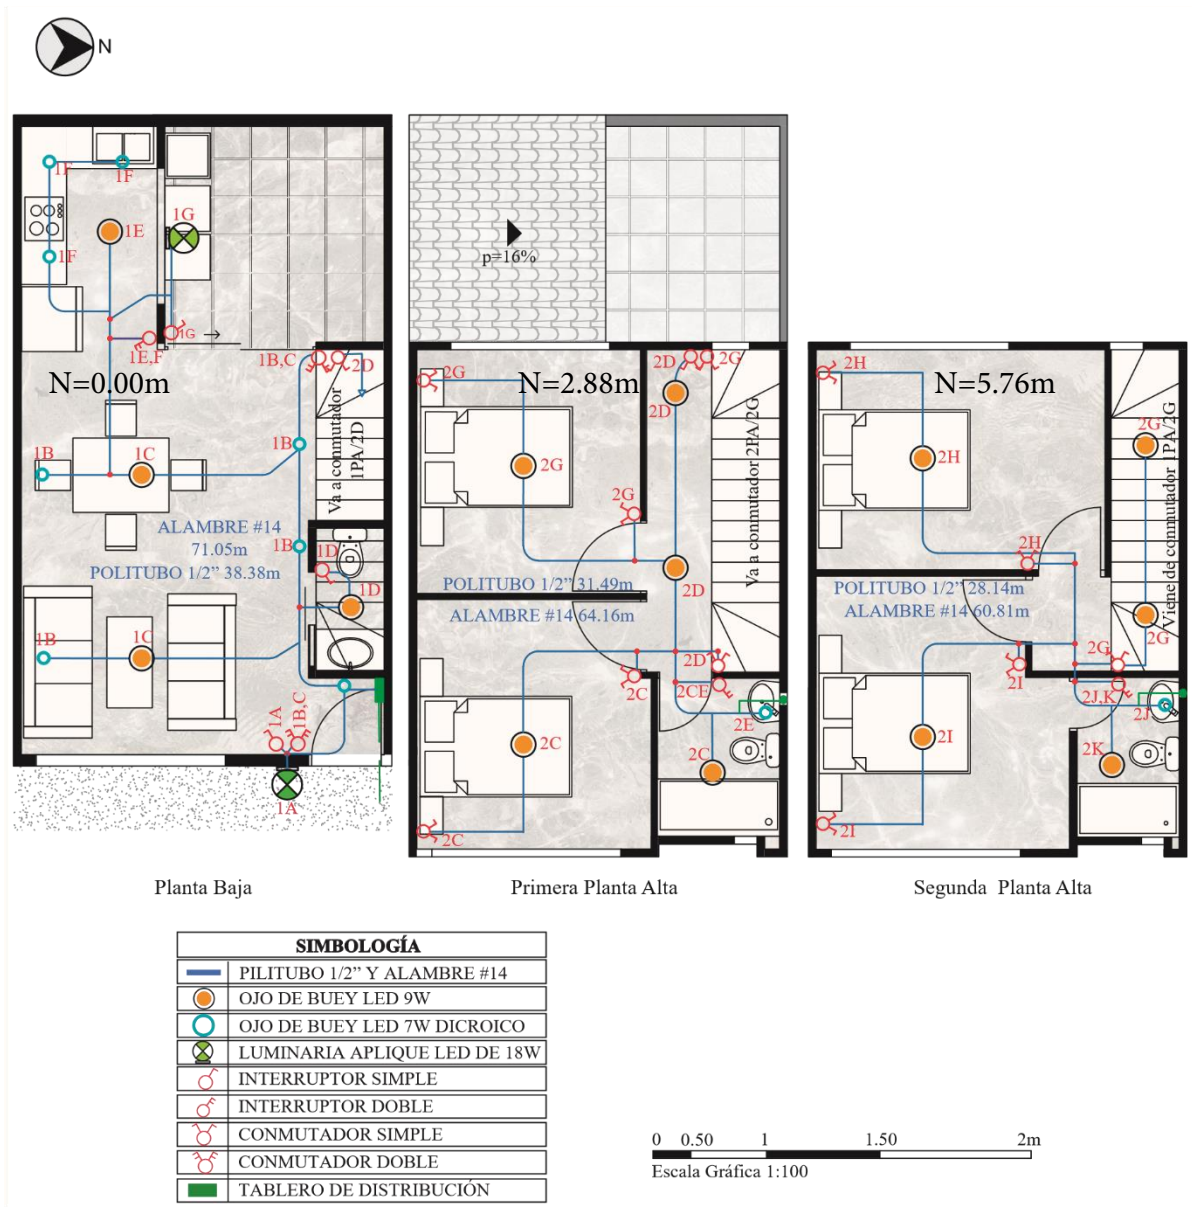 N
1F
1F
1G
1E
1F
1G
1E,F
1B,C
2D
N=0.00m
Va a conmutador
1PA/2D
1B
1B
1C
ALAMBRE #14
71.05m
POLITUBO 1/2” 38.38m
1B
1D
1D
1B
1C
1A
1B,C
1A
Planta Baja
p=16%
2D
2G
2G
N=2.88m
2D
2G
Va a conmutador 2PA/2G
2G
POLITUBO 1/2” 31.49m
2D
ALAMBRE #14 64.16m
2D
2C
2CE
2E
2C
2C
2C
Primera Planta Alta
2H
N=5.76m
2G
2H
Viene de conmutador 1PA/2G
2H
POLITUBO 1/2” 28.14m
ALAMBRE #14 60.81m
2G
2G
2I
2J,K
2J
2I
2K
2I
Segunda Planta Alta
SIMBOLOGÍA
PILITUBO 1/2” Y ALAMBRE #14
OJO DE BUEY LED 9W
OJO DE BUEY LED 7W DICROICO
LUMINARIA APLIQUE LED DE 18W
INTERRUPTOR SIMPLE
INTERRUPTOR DOBLE
CONMUTADOR SIMPLE
CONMUTADOR DOBLE
TABLERO DE DISTRIBUCIÓN
0 0.50 1 1.50 2m
Escala Gráfica 1:100